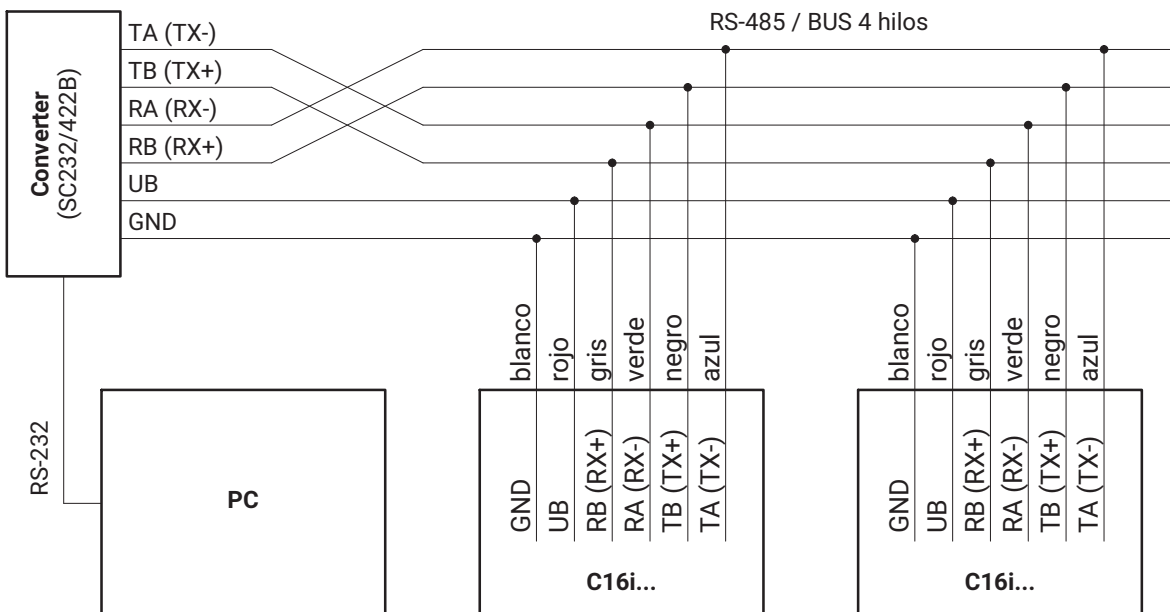 RS-485 / BUS 4 hilos
Converter
(SC232/422B)
TA (TX-)
TB (TX+)
RA (RX-)
RB (RX+)
UB
GND
RS-232
PC
blanco
rojo
gris
verde
negro
azul
GND
UB
RB (RX+)
RA (RX-)
TB (TX+)
TA (TX-)
C16i...
blanco
rojo
gris
verde
negro
azul
GND
UB
RB (RX+)
RA (RX-)
TB (TX+)
TA (TX-)
C16i...